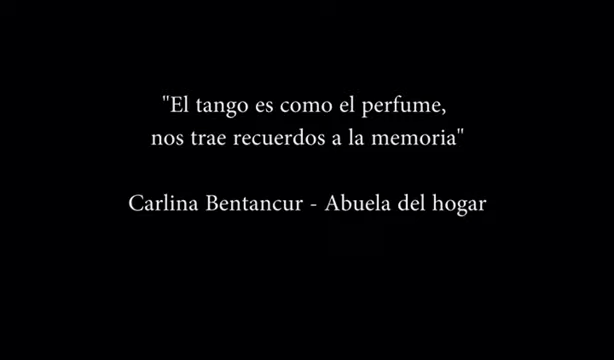 "El tango es como el perfume,
nos trae recuerdos a la memoria"
Carlina Bentancur - Abuela del hogar